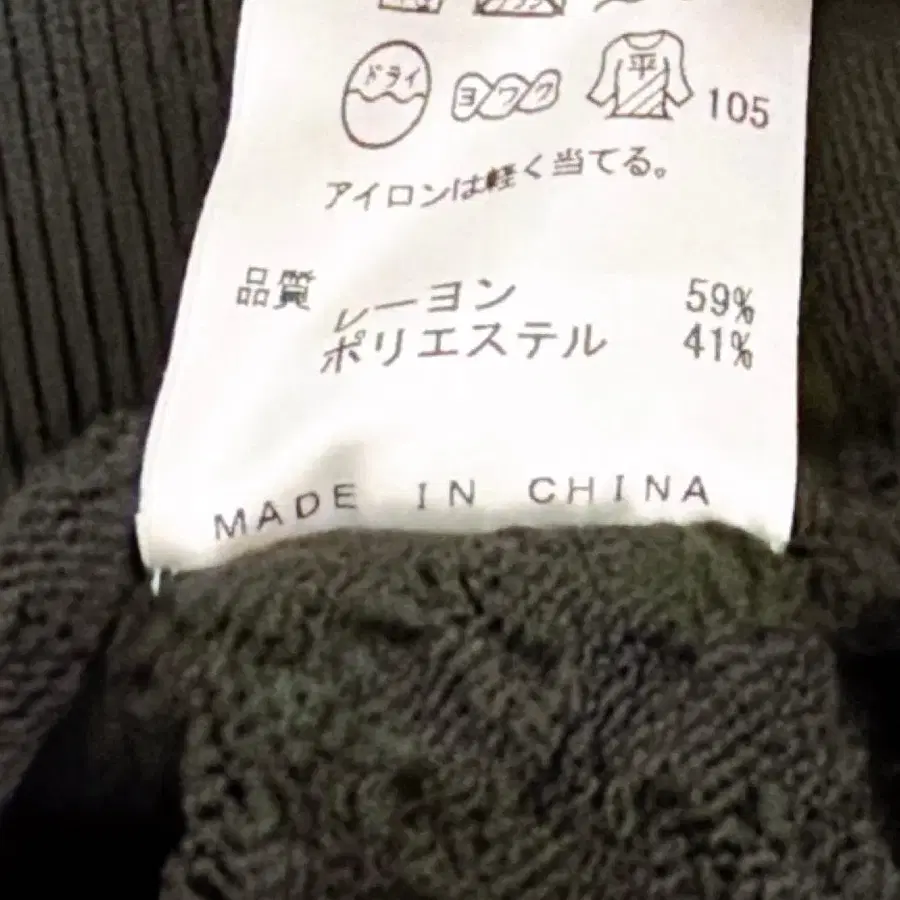 ドライ ヨワク 平 105
アイロンは軽く当てる。
品質 レーヨン 59%
ポリエステル 41%
MADE IN CHINA